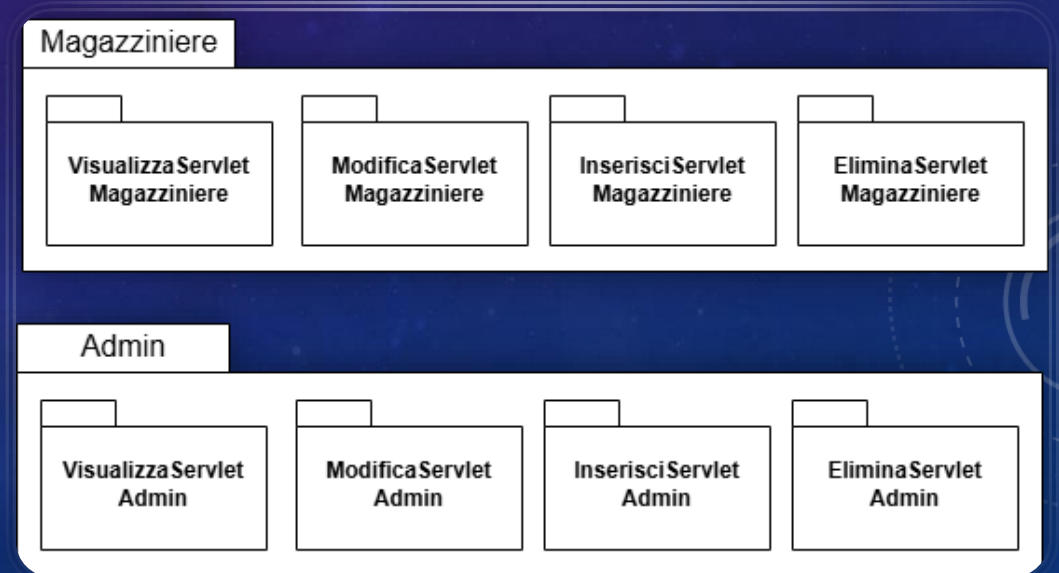 Magazziniere
VisualizzaServlet
Magazziniere
ModificaServlet
Magazziniere
InserisciServlet
Magazziniere
EliminaServlet
Magazziniere
Admin
VisualizzaServlet
Admin
ModificaServlet
Admin
InserisciServlet
Admin
EliminaServlet
Admin